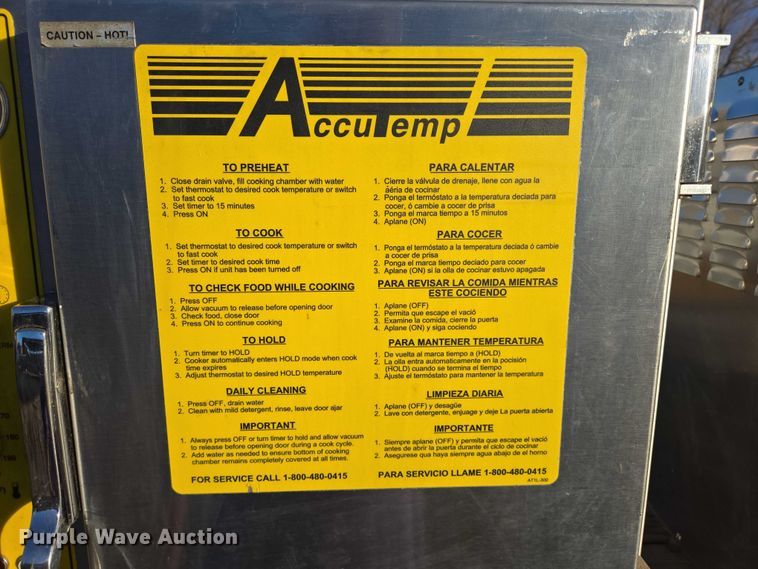 CAUTION – HOT!
AccuTemp
TO PREHEAT
1. Close drain valve, fill cooking chamber with water
2. Set thermostat to desired cook temperature or switch
to fast cook
3. Set timer to 15 minutes
4. Press ON
TO COOK
1. Set thermostat to desired cook temperature or switch
to fast cook
2. Set timer to desired cook time
3. Press ON if unit has been turned off
TO CHECK FOOD WHILE COOKING
1. Press OFF
2. Allow vacuum to release before opening door
3. Check food, close door
4. Press ON to continue cooking
TO HOLD
1. Turn timer to HOLD
2. Cooker automatically enters HOLD mode when cook
time expires
3. Adjust thermostat to desired HOLD temperature
DAILY CLEANING
1. Press OFF, drain water
2. Clean with mild detergent, rinse, leave door ajar
IMPORTANT
1. Always press OFF or turn timer to hold and allow vacuum
to release before opening door during a cook cycle.
2. Add water as needed to ensure bottom of cooking
chamber remains completely covered at all times.
FOR SERVICE CALL 1-800-480-0415
PARA CALENTAR
1. Cierre la válvula de drenaje, llene con agua la
áéria de cocinar
2. Ponga el termóstato a la temperatura deciada para
cocer, ó cambie a cocer de prisa
3. Ponga el marca tiempo a 15 minutos
4. Aplane (ON)
PARA COCER
1. Ponga el termóstato a la temperatura deciada ó cambie
a cocer de prisa
2. Ponga el marca tiempo deciado para cocer
3. Aplane (ON) si la olla de cocinar estuvo apagada
PARA REVISAR LA COMIDA MIENTRAS
ESTE COCIENDO
1. Aplane (OFF)
2. Permita que escape el vació
3. Examine la comida, cierre la puerta
4. Aplane (ON) y siga cociendo
PARA MANTENER TEMPERATURA
1. De vuelta al marca tiempo a (HOLD)
2. La olla entra automaticamente en la pocisión
(HOLD) cuando se termina el tiempo
3. Ajuste el termóstato para mantener la temperatura
LIMPIEZA DIARIA
1. Aplane (OFF) y desagüe
2. Lave con detergente, enjuage y deje La puerta abierta
IMPORTANTE
1. Siempre aplane (OFF) y permita que escape el vació
antes de abrir la puerta durante el ciclo de cocinar
2. Asegurese que haya siempre agua abajo de el horno
PARA SERVICIO LLAME 1-800-480-0415
AT1L-300
Purple Wave Auction